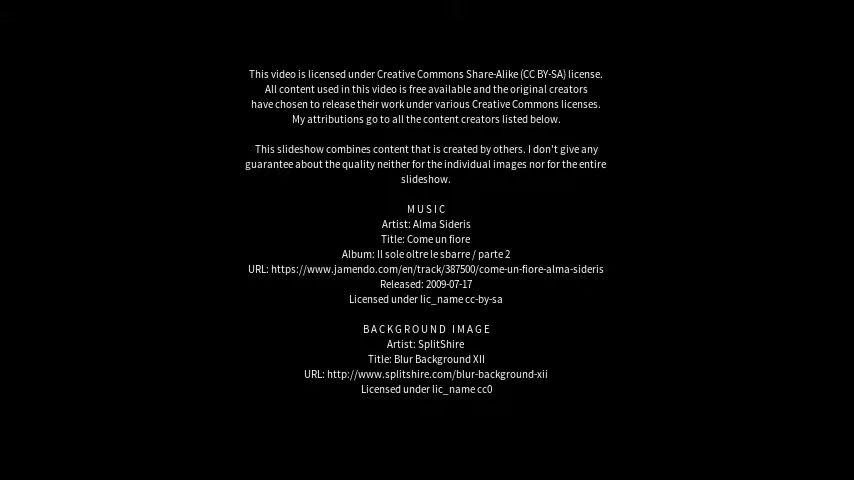 This video is licensed under Creative Commons Share-Alike (CC BY-SA) license.
All content used in this video is free available and the original creators
have chosen to release their work under various Creative Commons licenses.
My attributions go to all the content creators listed below.
This slideshow combines content that is created by others. I don't give any
guarantee about the quality neither for the individual images nor for the entire
slideshow.
MUSIC
Artist: Alma Sideris
Title: Come un fiore
Album: Il sole oltre le sbarre / parte 2
URL: https://www.jamendo.com/en/track/387500/come-un-fiore-alma-sideris
Released: 2009-07-17
Licensed under lic_name cc-by-sa
BACKGROUND IMAGE
Artist: SplitShire
Title: Blur Background XII
URL: http://www.splitshire.com/blur-background-xii
Licensed under lic_name cc0